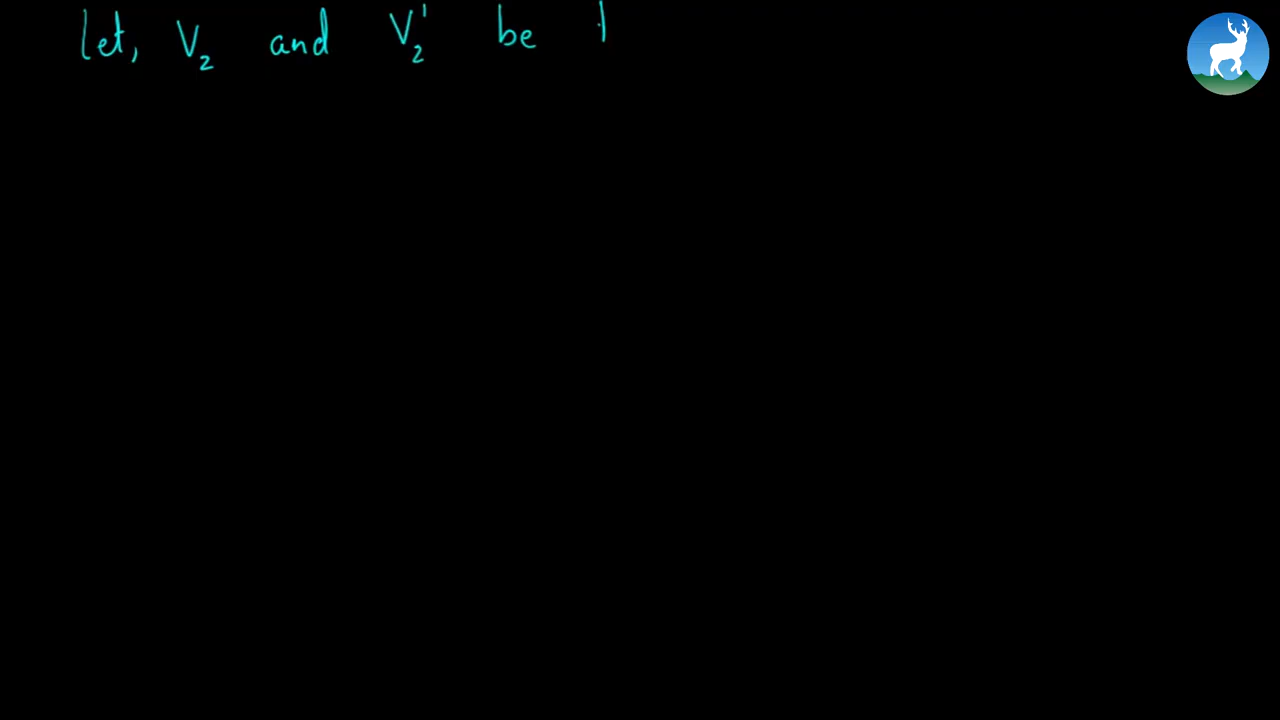 let, V₂ and V₂' be